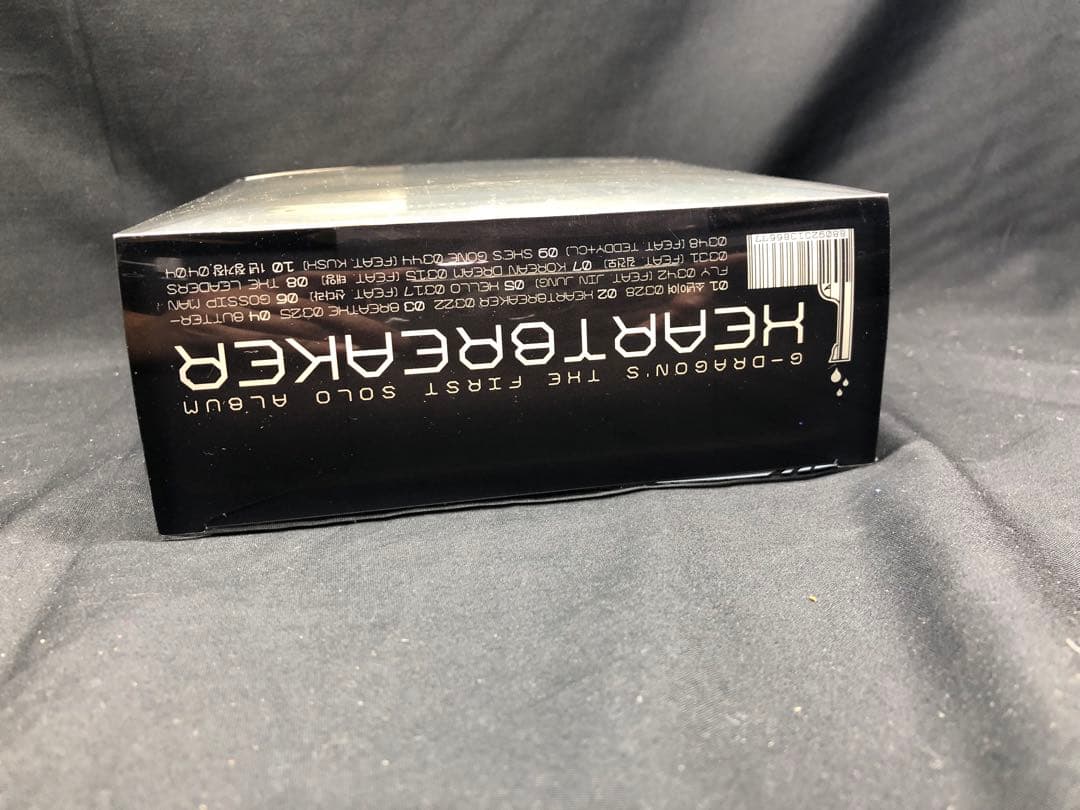 G-DRAGON'S THE FIRST SOLO ALBUM
HEARTBREAKER
01 소년이여 0328 02 HEARTBREAKER 0322 03 BREATHE 0325 04 BUTTER-
FLY 0342 (FEAT. JIN JUNG) 05 HELLO 0317 (FEAT. 산다라) 06 GOSSIP MAN
0331 (FEAT. 김건모) 07 KOREAN DREAM 0315 (FEAT. 태양) 08 THE LEADERS
0348 (FEAT. TEDDY+CL) 09 SHES GONE 0344 (FEAT. KUSH) 10 1년 정거장 0404
8809231386677